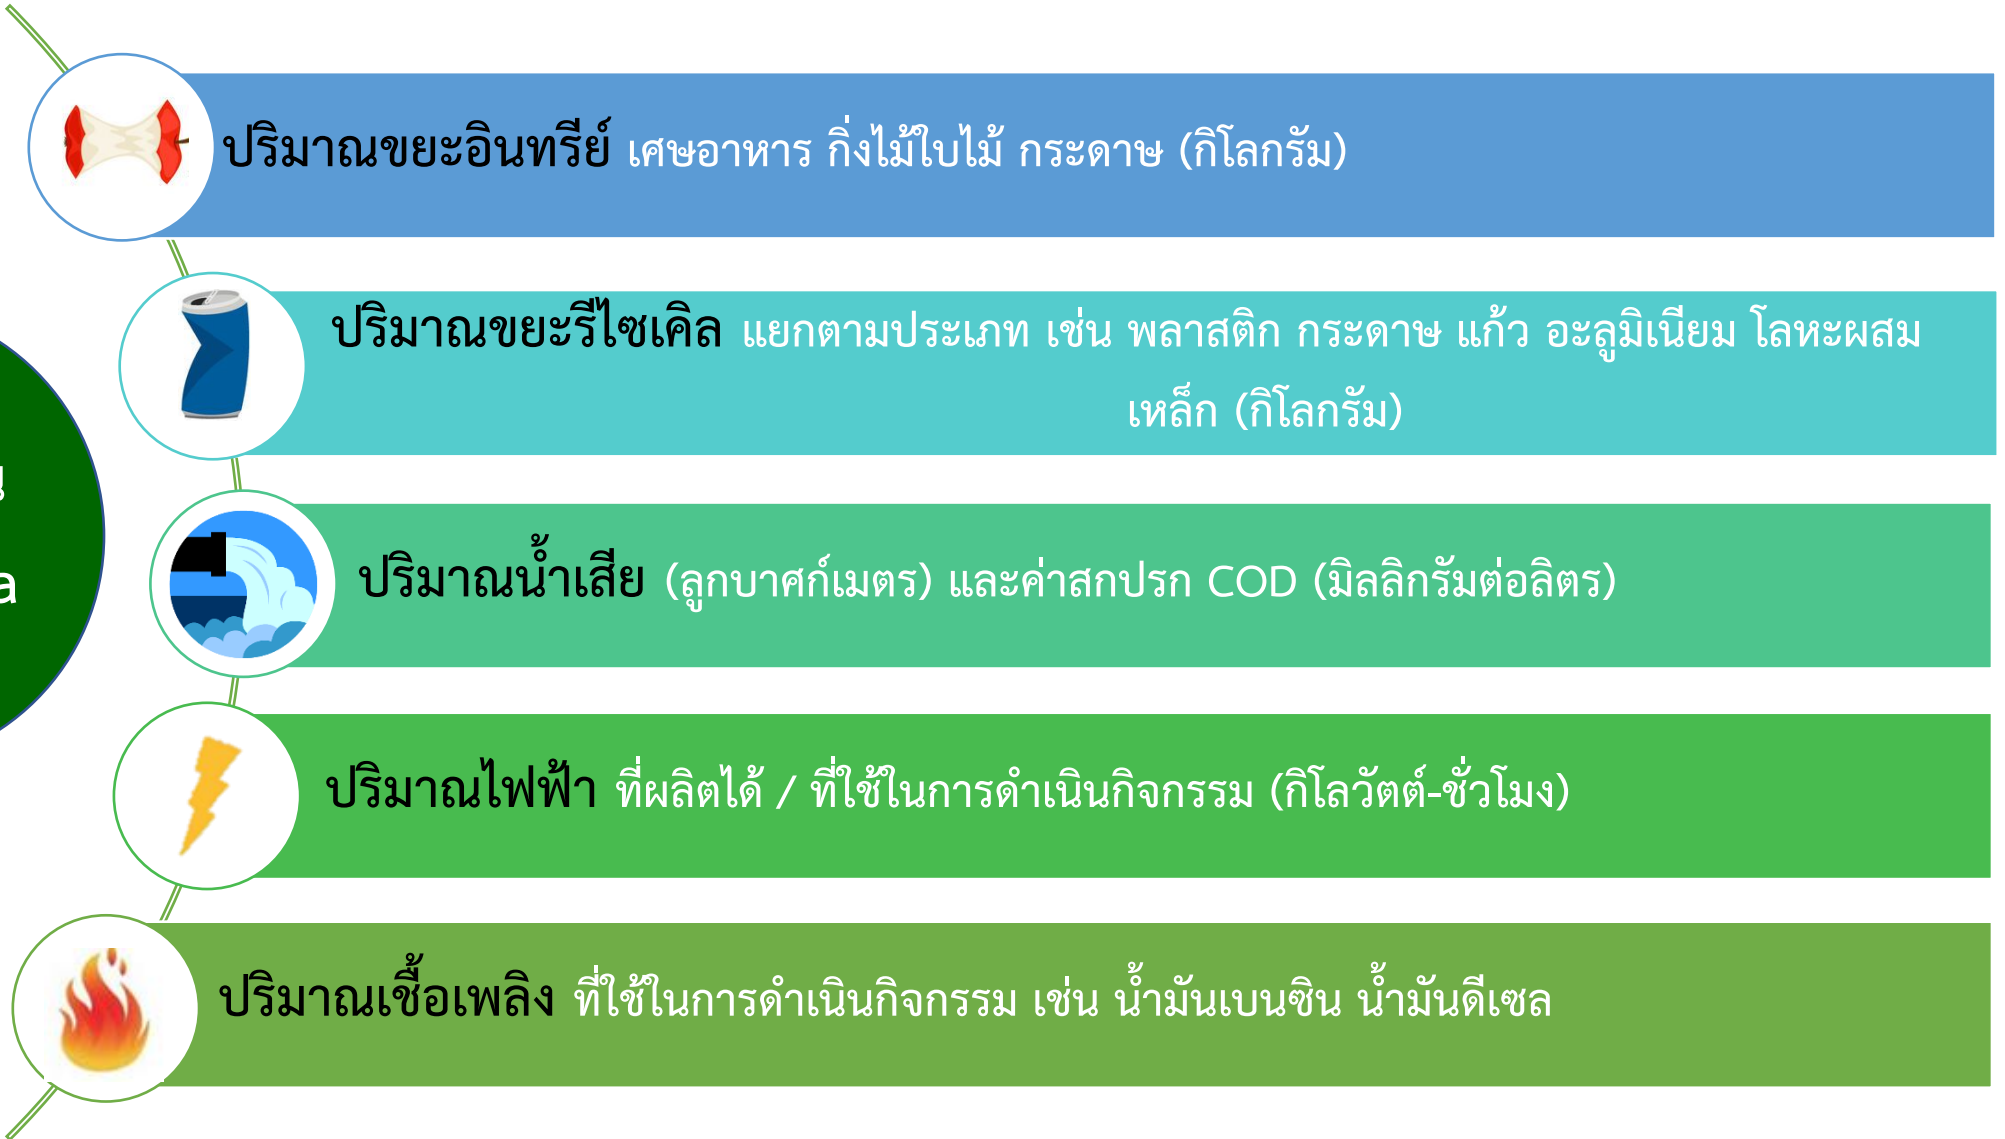 ปริมาณขยะอินทรีย์ เศษอาหาร กิ่งไม้ใบไม้ กระดาษ (กิโลกรัม)
ปริมาณขยะรีไซเคิล แยกตามประเภท เช่น พลาสติก กระดาษ แก้ว อะลูมิเนียม โลหะผสม
เหล็ก (กิโลกรัม)
ปริมาณน้ำเสีย (ลูกบาศก์เมตร) และค่าสกปรก COD (มิลลิกรัมต่อลิตร)
ปริมาณไฟฟ้า ที่ผลิตได้ / ที่ใช้ในการดำเนินกิจกรรม (กิโลวัตต์-ชั่วโมง)
ปริมาณเชื้อเพลิง ที่ใช้ในการดำเนินกิจกรรม เช่น น้ำมันเบนซิน น้ำมันดีเซล